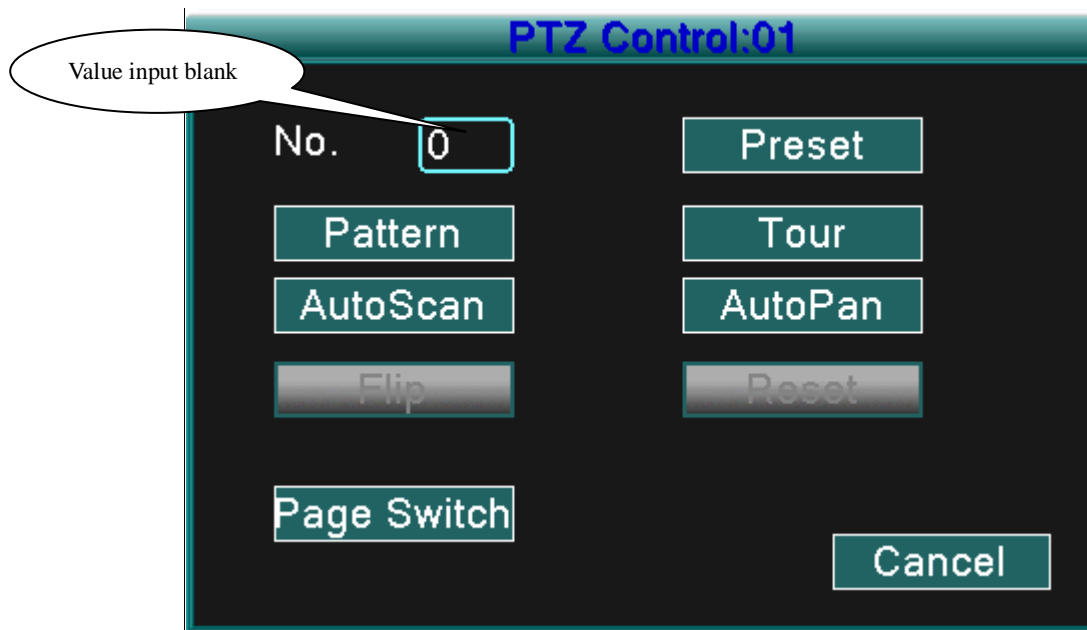 PTZ Control:01
Value input blank
No. 0 Preset
Pattern Tour
AutoScan AutoPan
Flip Reset
Page Switch
Cancel